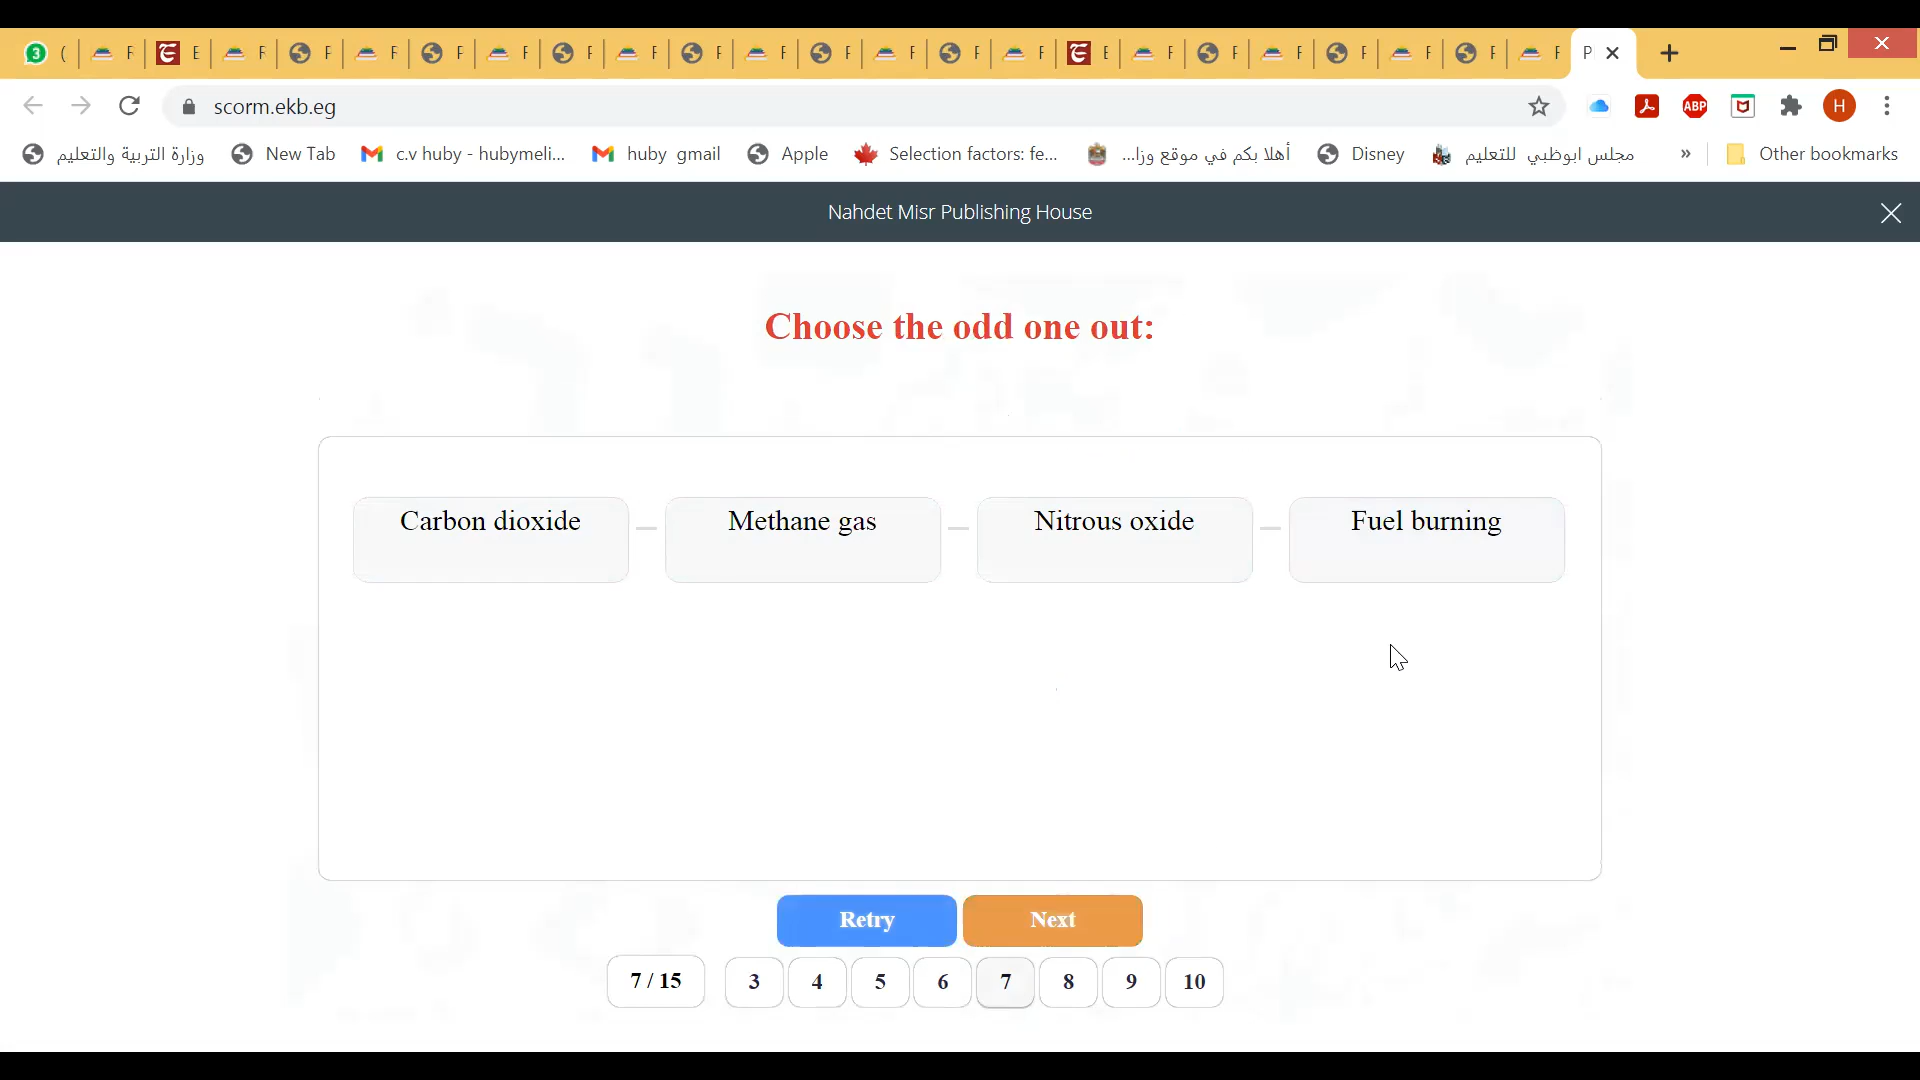 3 ( F E F F F F F F F F F F F F F E F F F F F F F P
scorm.ekb.eg
ABP
H
وزارة التربية والتعليم New Tab c.v huby - hubymeli... huby gmail Apple Selection factors: fe... أهلا بكم في موقع وزا... Disney مجلس ابوظبي للتعليم » Other bookmarks
Nahdet Misr Publishing House
Choose the odd one out:
Carbon dioxide – Methane gas – Nitrous oxide – Fuel burning
Retry Next
7 / 15 3 4 5 6 7 8 9 10